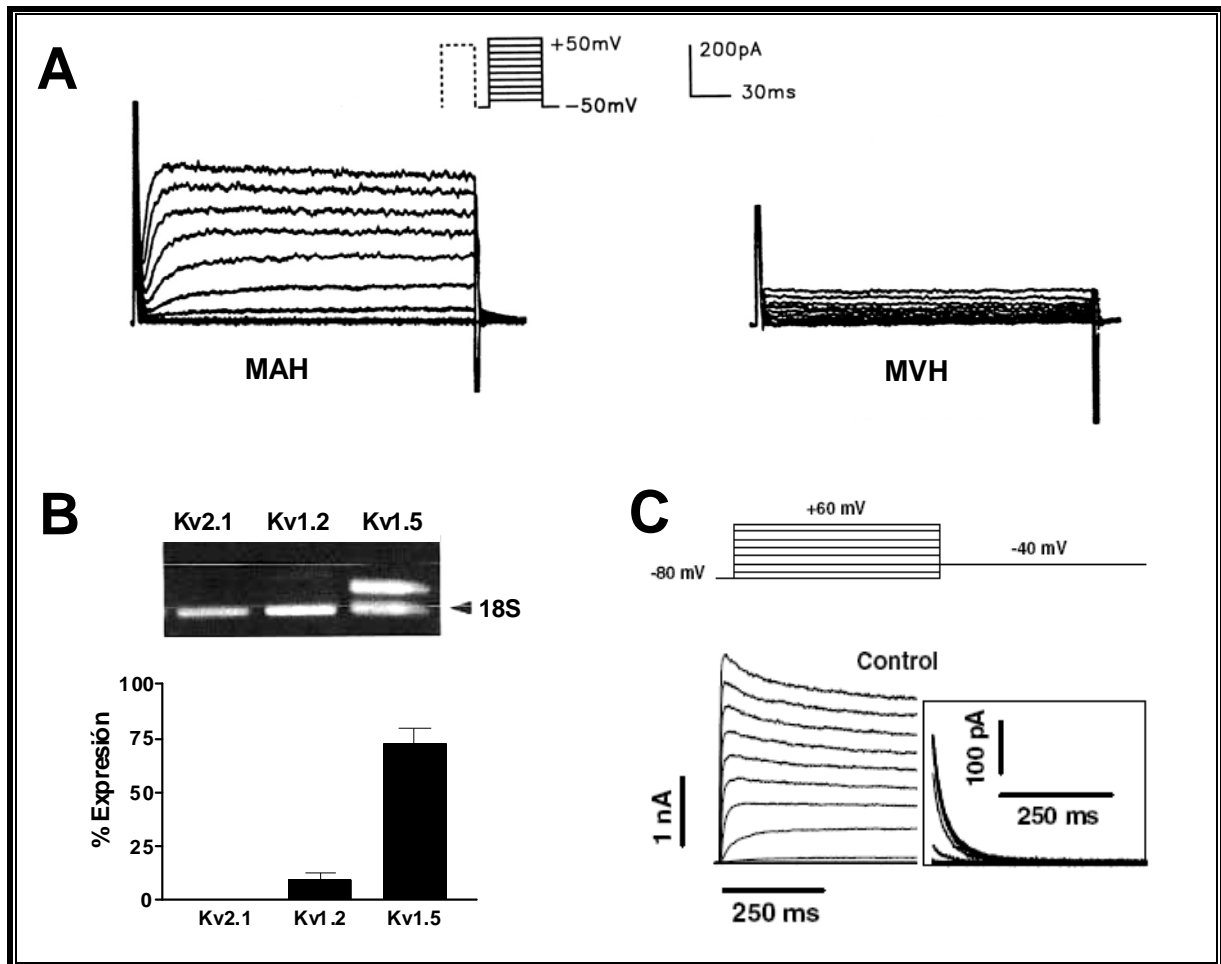 A
+50mV
-50mV
200pA
30ms
MAH
MVH
B
Kv2.1 Kv1.2 Kv1.5
18S
% Expresión
100
75
50
25
0
Kv2.1 Kv1.2 Kv1.5
C
+60 mV
-80 mV
-40 mV
Control
1 nA
250 ms
100 pA
250 ms